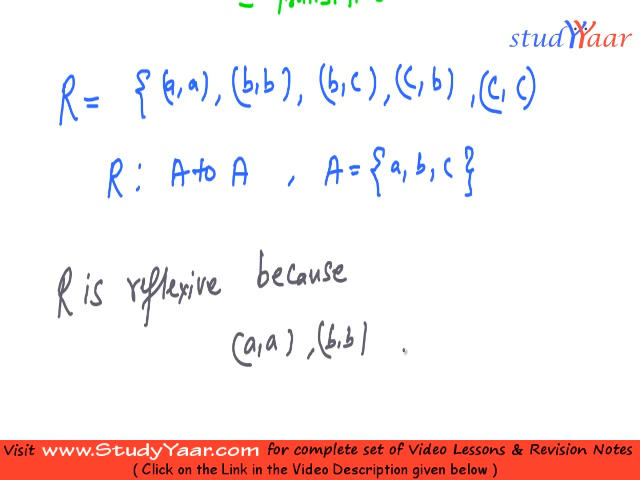 studYYaar
R = { (a,a), (b,b), (b,c), (c,b), (c,c)
R : A to A , A = {a, b, c}
R is reflexive because
(a,a) , (b,b) .
Visit www.StudyYaar.com for complete set of Video Lessons & Revision Notes
( Click on the Link in the Video Description given below )